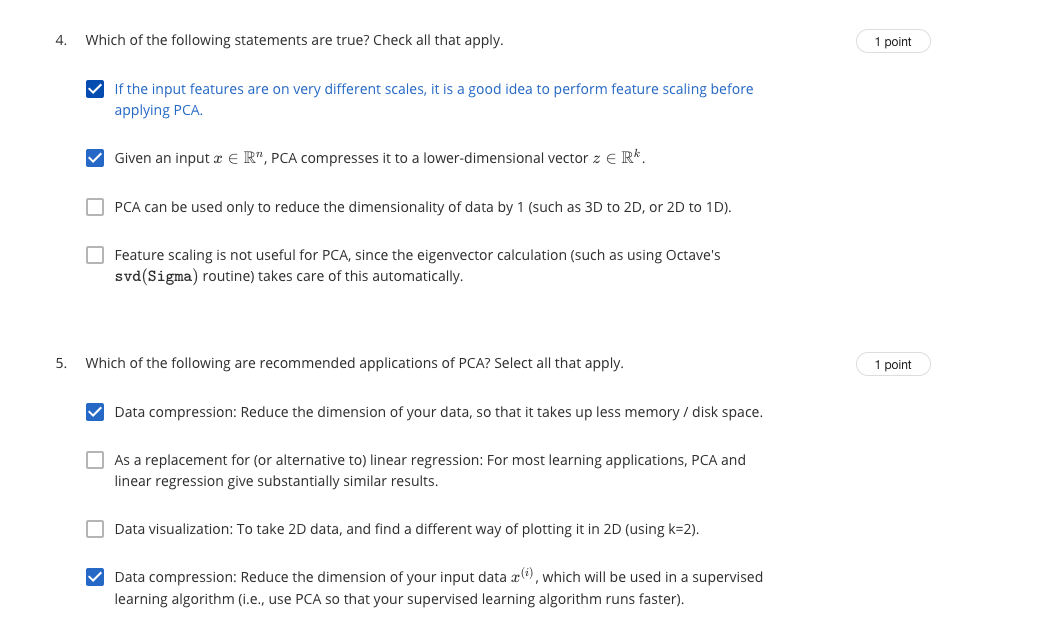 4. Which of the following statements are true? Check all that apply. 1 point
If the input features are on very different scales, it is a good idea to perform feature scaling before
applying PCA.
Given an input x ∈ ℝⁿ, PCA compresses it to a lower-dimensional vector z ∈ ℝᵏ.
PCA can be used only to reduce the dimensionality of data by 1 (such as 3D to 2D, or 2D to 1D).
Feature scaling is not useful for PCA, since the eigenvector calculation (such as using Octave's
svd(Sigma) routine) takes care of this automatically.
5. Which of the following are recommended applications of PCA? Select all that apply. 1 point
Data compression: Reduce the dimension of your data, so that it takes up less memory / disk space.
As a replacement for (or alternative to) linear regression: For most learning applications, PCA and
linear regression give substantially similar results.
Data visualization: To take 2D data, and find a different way of plotting it in 2D (using k=2).
Data compression: Reduce the dimension of your input data x⁽ⁱ⁾, which will be used in a supervised
learning algorithm (i.e., use PCA so that your supervised learning algorithm runs faster).